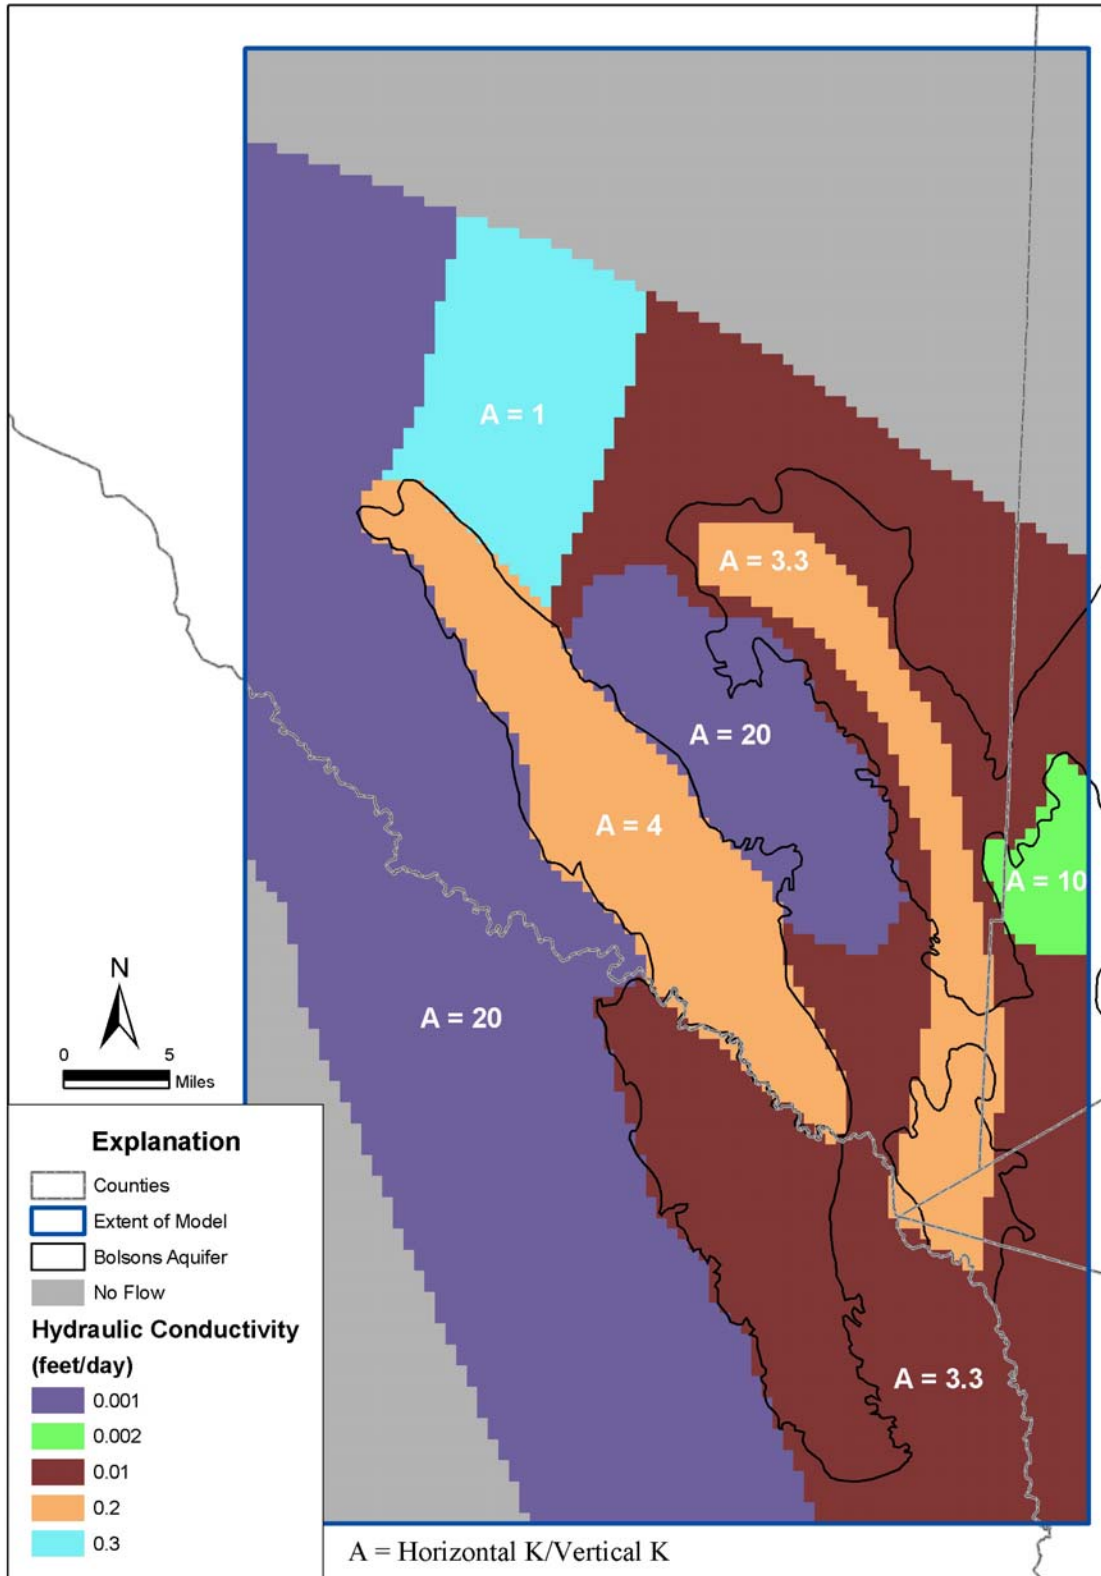 A = 1
A = 3.3
A = 20
A = 4
A = 10
A = 20
N
0 5
Miles
A = 3.3
Explanation
Counties
Extent of Model
Bolsons Aquifer
No Flow
Hydraulic Conductivity
(feet/day)
0.001
0.002
0.01
0.2
0.3
A = Horizontal K/Vertical K